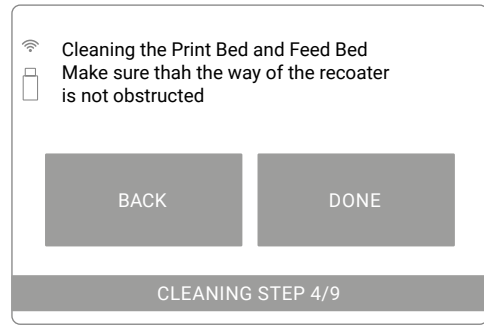 Cleaning the Print Bed and Feed Bed
Make sure thah the way of the recoater
is not obstructed
BACK
DONE
CLEANING STEP 4/9